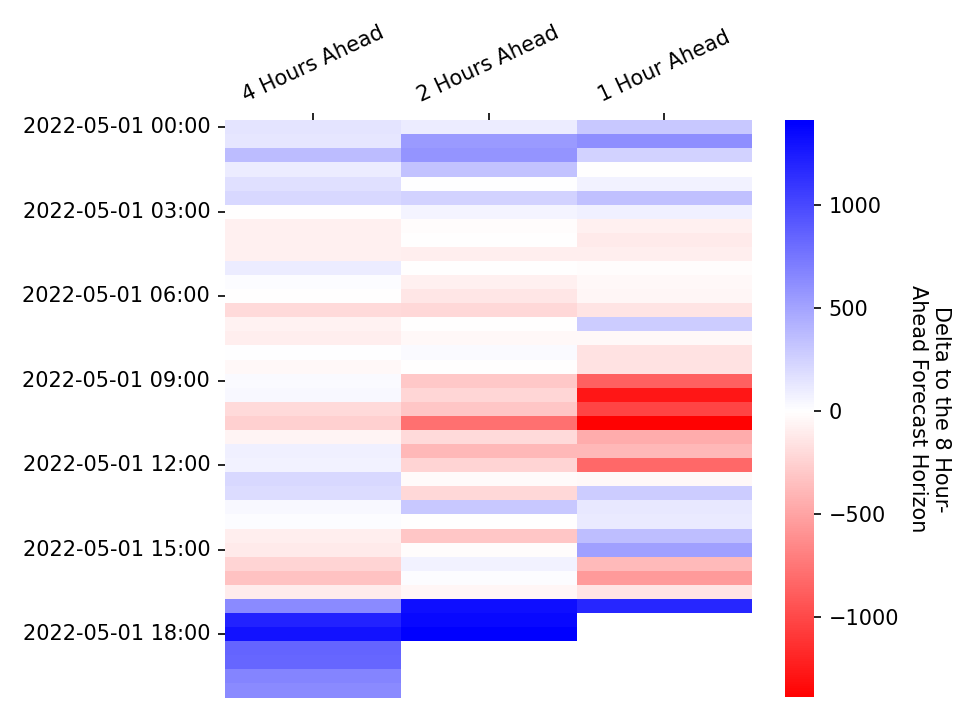 4 Hours Ahead
2 Hours Ahead
1 Hour Ahead
2022-05-01 00:00
2022-05-01 03:00
2022-05-01 06:00
2022-05-01 09:00
2022-05-01 12:00
2022-05-01 15:00
2022-05-01 18:00
1000
500
0
−500
−1000
Delta to the 8 Hour-
Ahead Forecast Horizon